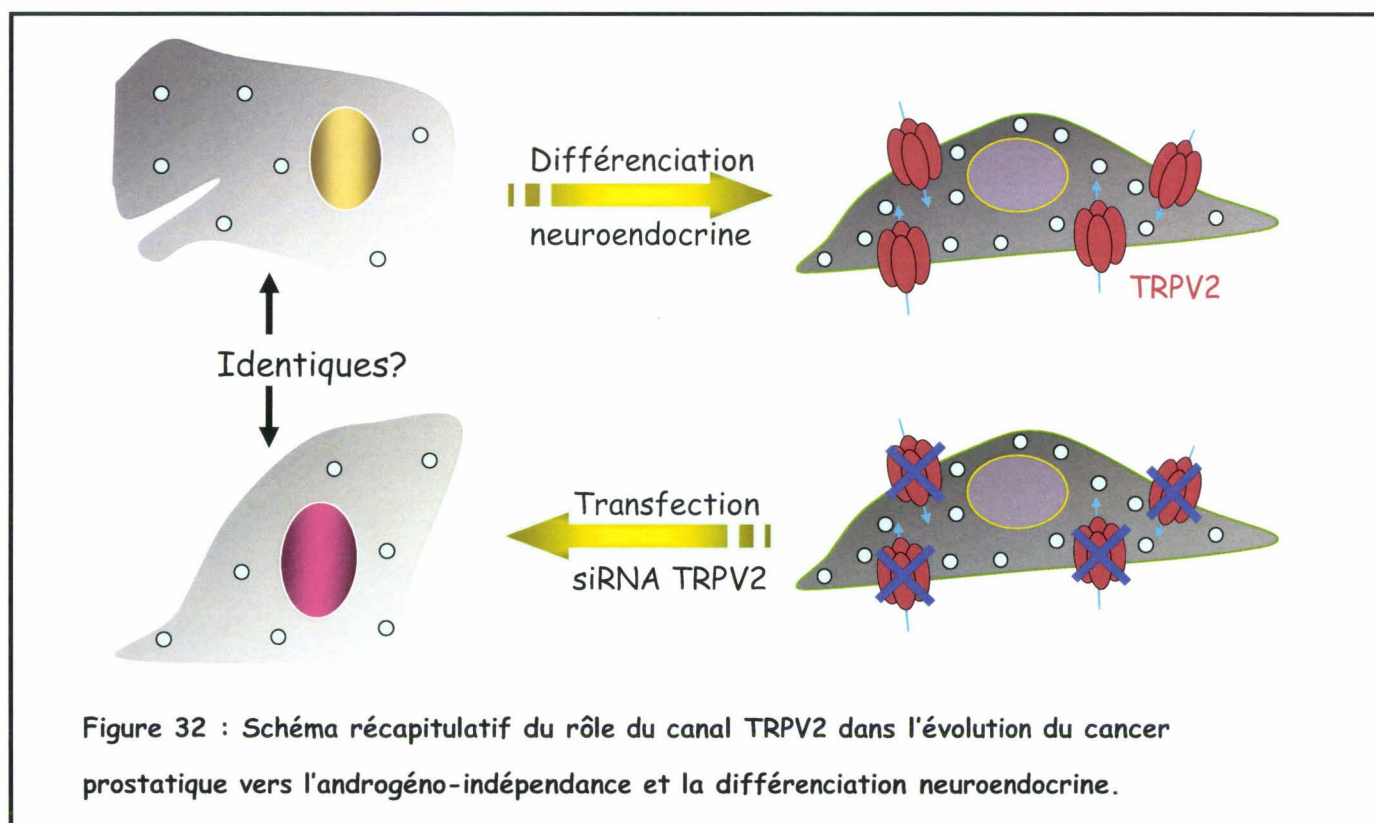 Différenciation
neuroendocrine
TRPV2
Identiques?
Transfection
siRNA TRPV2
Figure 32 : Schéma récapitulatif du rôle du canal TRPV2 dans l'évolution du cancer
prostatique vers l'androgéno-indépendance et la différenciation neuroendocrine.